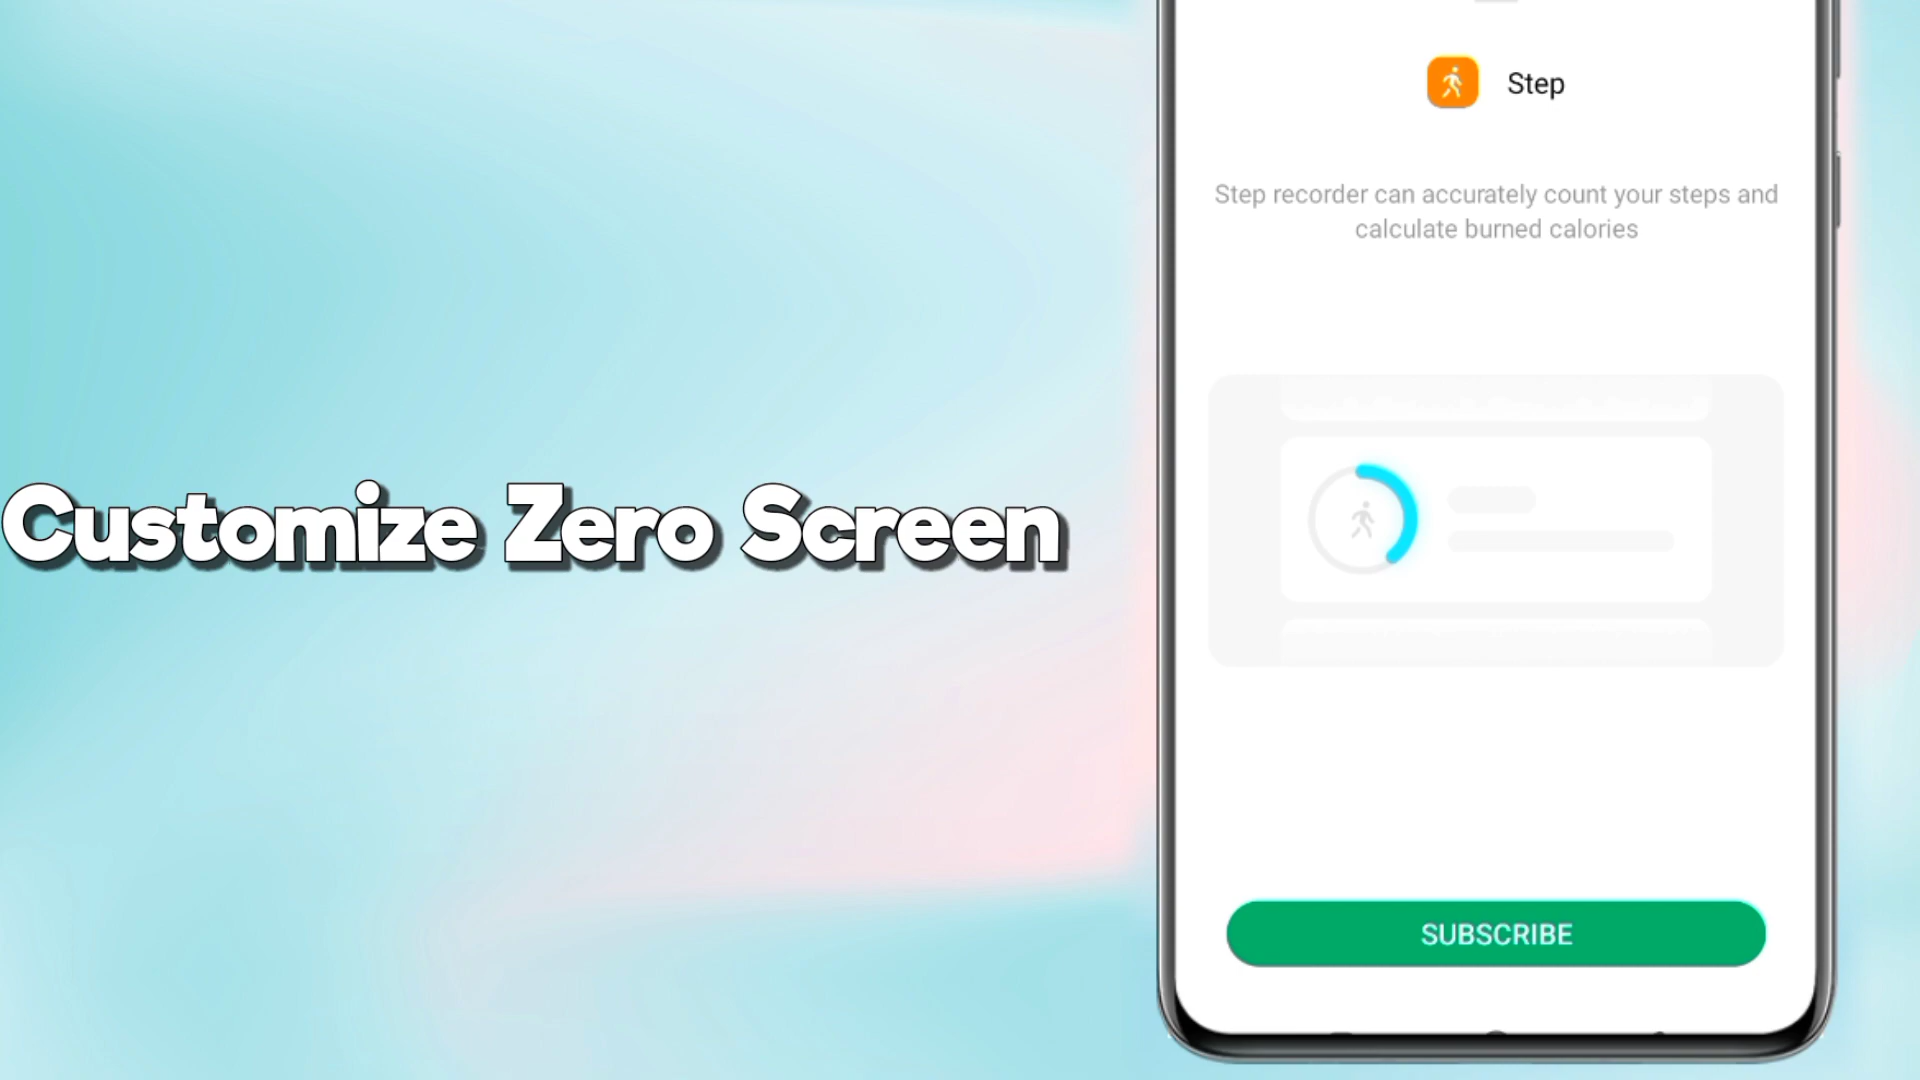 Customize Zero Screen
Step
Step recorder can accurately count your steps and
calculate burned calories
SUBSCRIBE